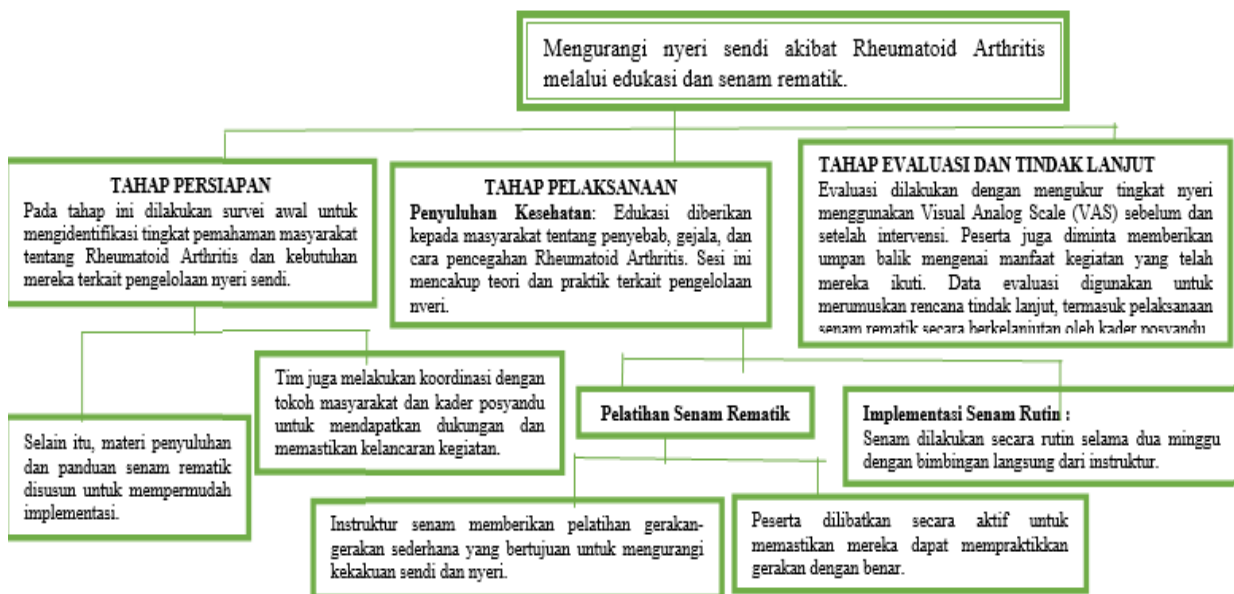 Mengurangi nyeri sendi akibat Rheumatoid Arthritis
melalui edukasi dan senam rematik.
TAHAP PERSIAPAN
Pada tahap ini dilakukan survei awal untuk
mengidentifikasi tingkat pemahaman masyarakat
tentang Rheumatoid Arthritis dan kebutuhan
mereka terkait pengelolaan nyeri sendi.
TAHAP PELAKSANAAN
Penyuluhan Kesehatan: Edukasi diberikan
kepada masyarakat tentang penyebab, gejala, dan
cara pencegahan Rheumatoid Arthritis. Sesi ini
mencakup teori dan praktik terkait pengelolaan
nyeri.
TAHAP EVALUASI DAN TINDAK LANJUT
Evaluasi dilakukan dengan mengukur tingkat nyeri
menggunakan Visual Analog Scale (VAS) sebelum dan
setelah intervensi. Peserta juga diminta memberikan
umpan balik mengenai manfaat kegiatan yang telah
mereka ikuti. Data evaluasi digunakan untuk
merumuskan rencana tindak lanjut, termasuk pelaksanaan
senam rematik secara berkelanjutan oleh kader posyandu.
Selain itu, materi penyuluhan
dan panduan senam rematik
disusun untuk mempermudah
implementasi.
Tim juga melakukan koordinasi dengan
tokoh masyarakat dan kader posyandu
untuk mendapatkan dukungan dan
memastikan kelancaran kegiatan.
Pelatihan Senam Rematik
Implementasi Senam Rutin :
Senam dilakukan secara rutin selama dua minggu
dengan bimbingan langsung dari instruktur.
Instruktur senam memberikan pelatihan gerakan-
gerakan sederhana yang bertujuan untuk mengurangi
kekakuan sendi dan nyeri.
Peserta dilibatkan secara aktif untuk
memastikan mereka dapat mempraktikkan
gerakan dengan benar.